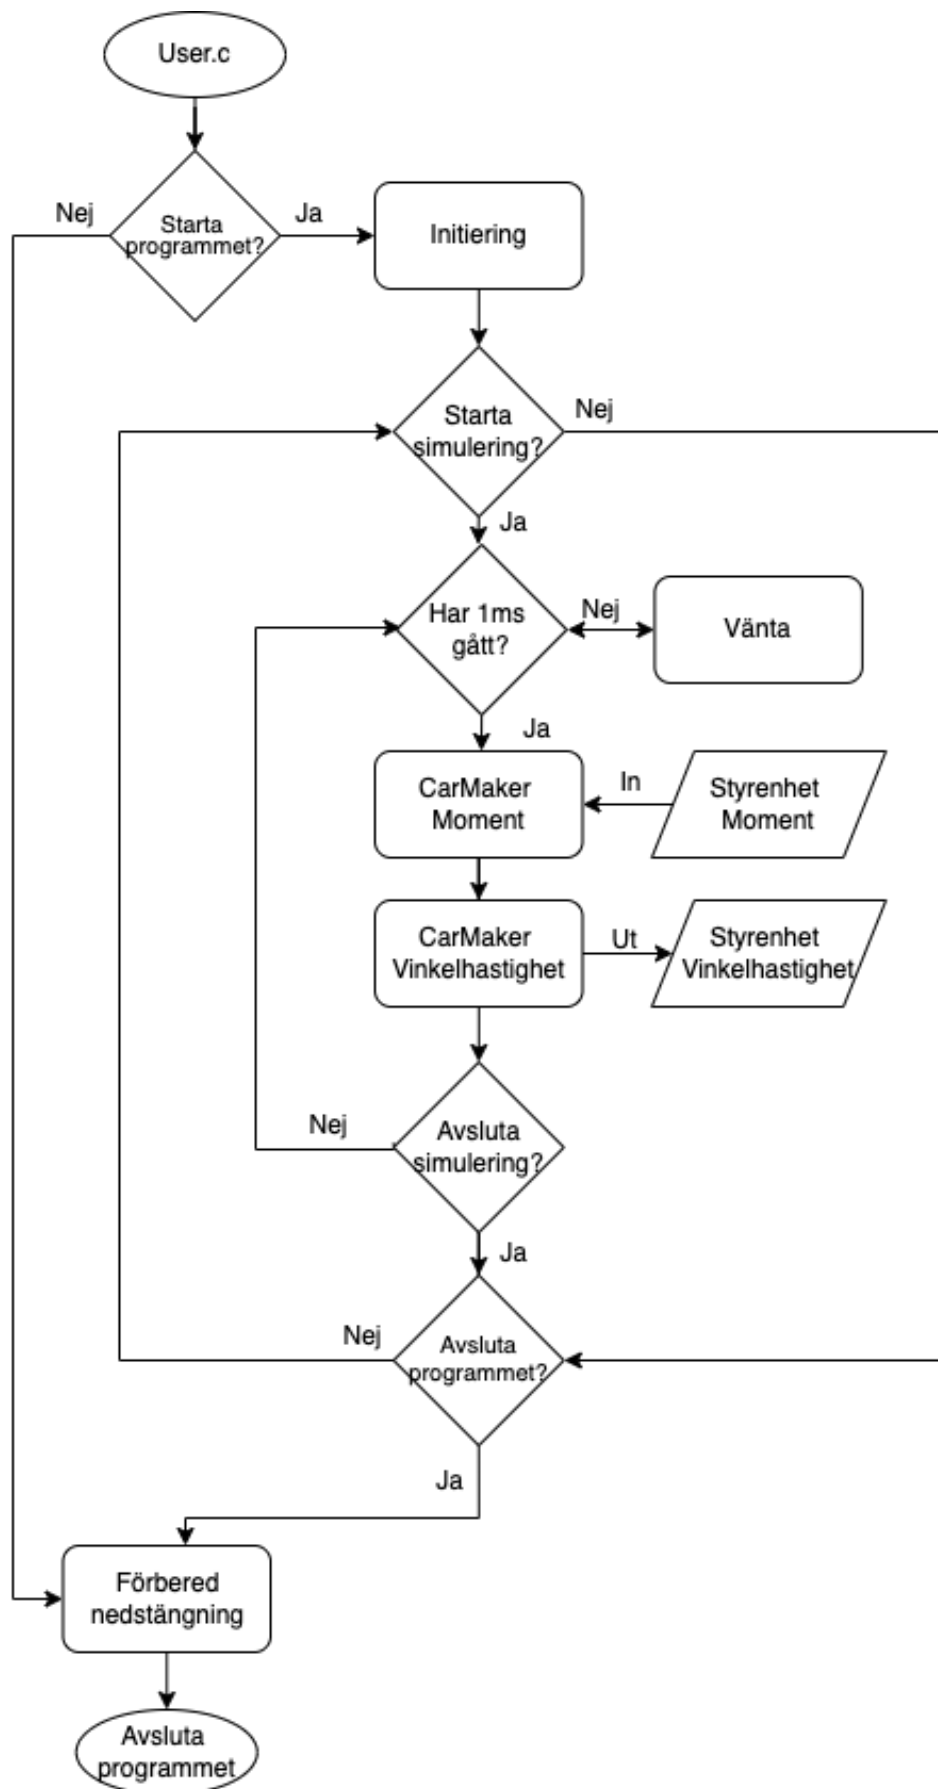 User.c
Nej
Starta
programmet?
Ja
Initiering
Starta
simulering?
Nej
Ja
Har 1ms
gått?
Nej
Vänta
Ja
CarMaker
Moment
In
Styrenhet
Moment
CarMaker
Vinkelhastighet
Ut
Styrenhet
Vinkelhastighet
Nej
Avsluta
simulering?
Ja
Nej
Avsluta
programmet?
Ja
Förbered
nedstängning
Avsluta
programmet